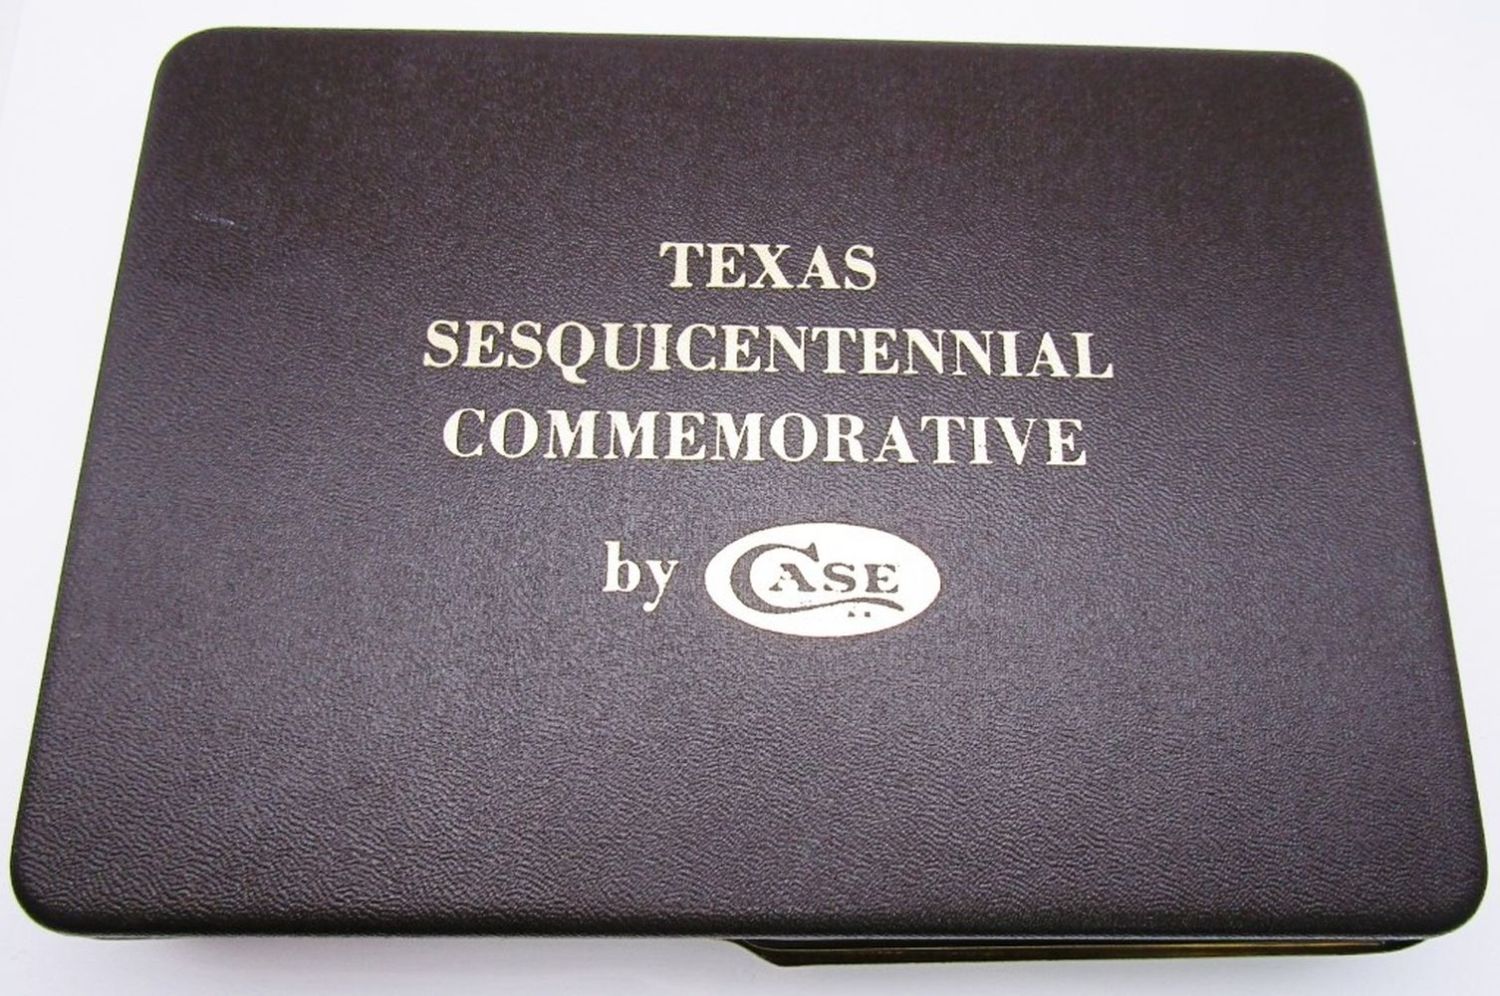 TEXAS
SESQUICENTENNIAL
COMMEMORATIVE
by CASE